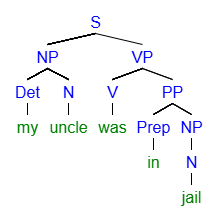 S
NP VP
Det N V PP
my uncle was Prep NP
in N
jail